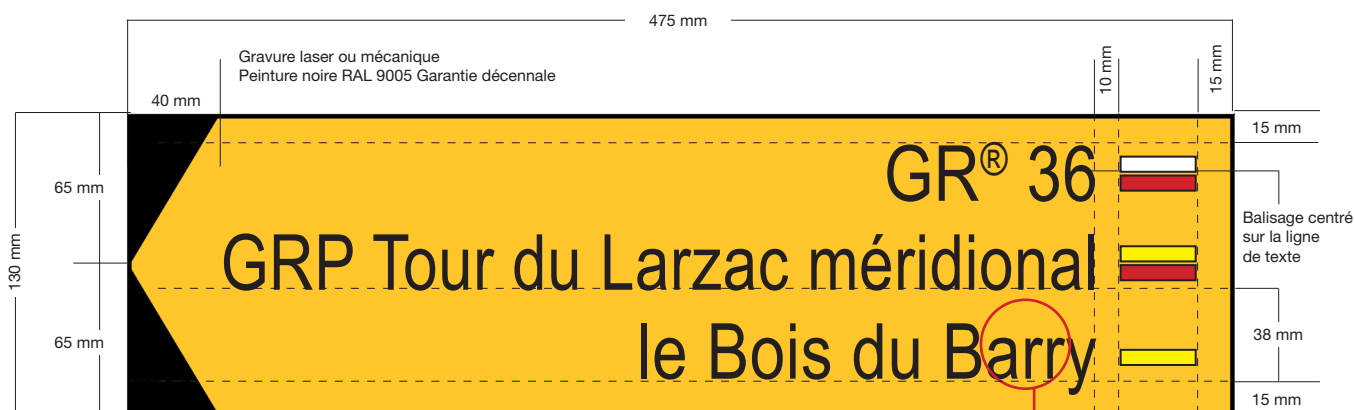 475 mm
Gravure laser ou mécanique
Peinture noire RAL 9005 Garantie décennale
10 mm
15 mm
40 mm
15 mm
GR® 36
65 mm
Balisage centré
sur la ligne
de texte
130 mm
GRP Tour du Larzac méridional
65 mm
le Bois du Barry
38 mm
15 mm